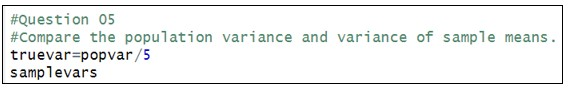 #Question 05
#Compare the population variance and variance of sample means.
truevar=popvar/5
samplevars